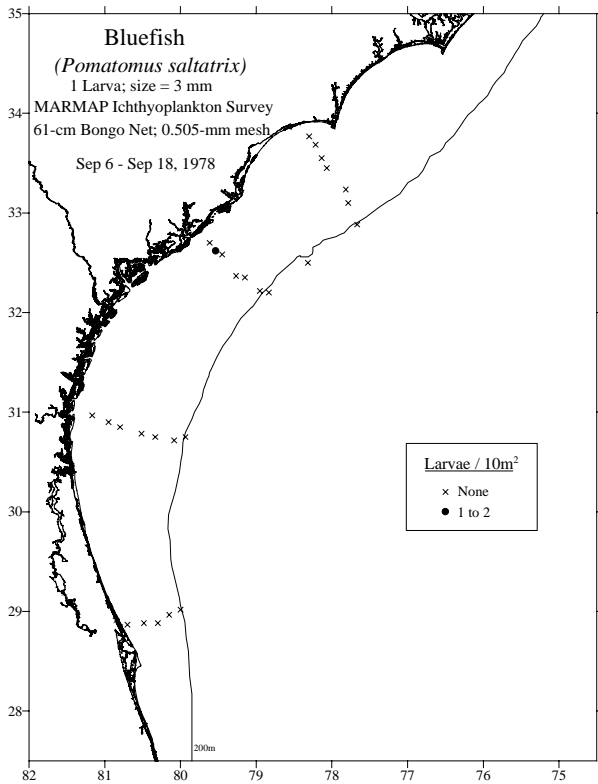 Bluefish
(Pomatomus saltatrix)
1 Larva; size = 3 mm
MARMAP Ichthyoplankton Survey
61-cm Bongo Net; 0.505-mm mesh
Sep 6 - Sep 18, 1978
35
34
33
32
31
30
29
28
Larvae / 10m²
× None
● 1 to 2
200m
82 81 80 79 78 77 76 75